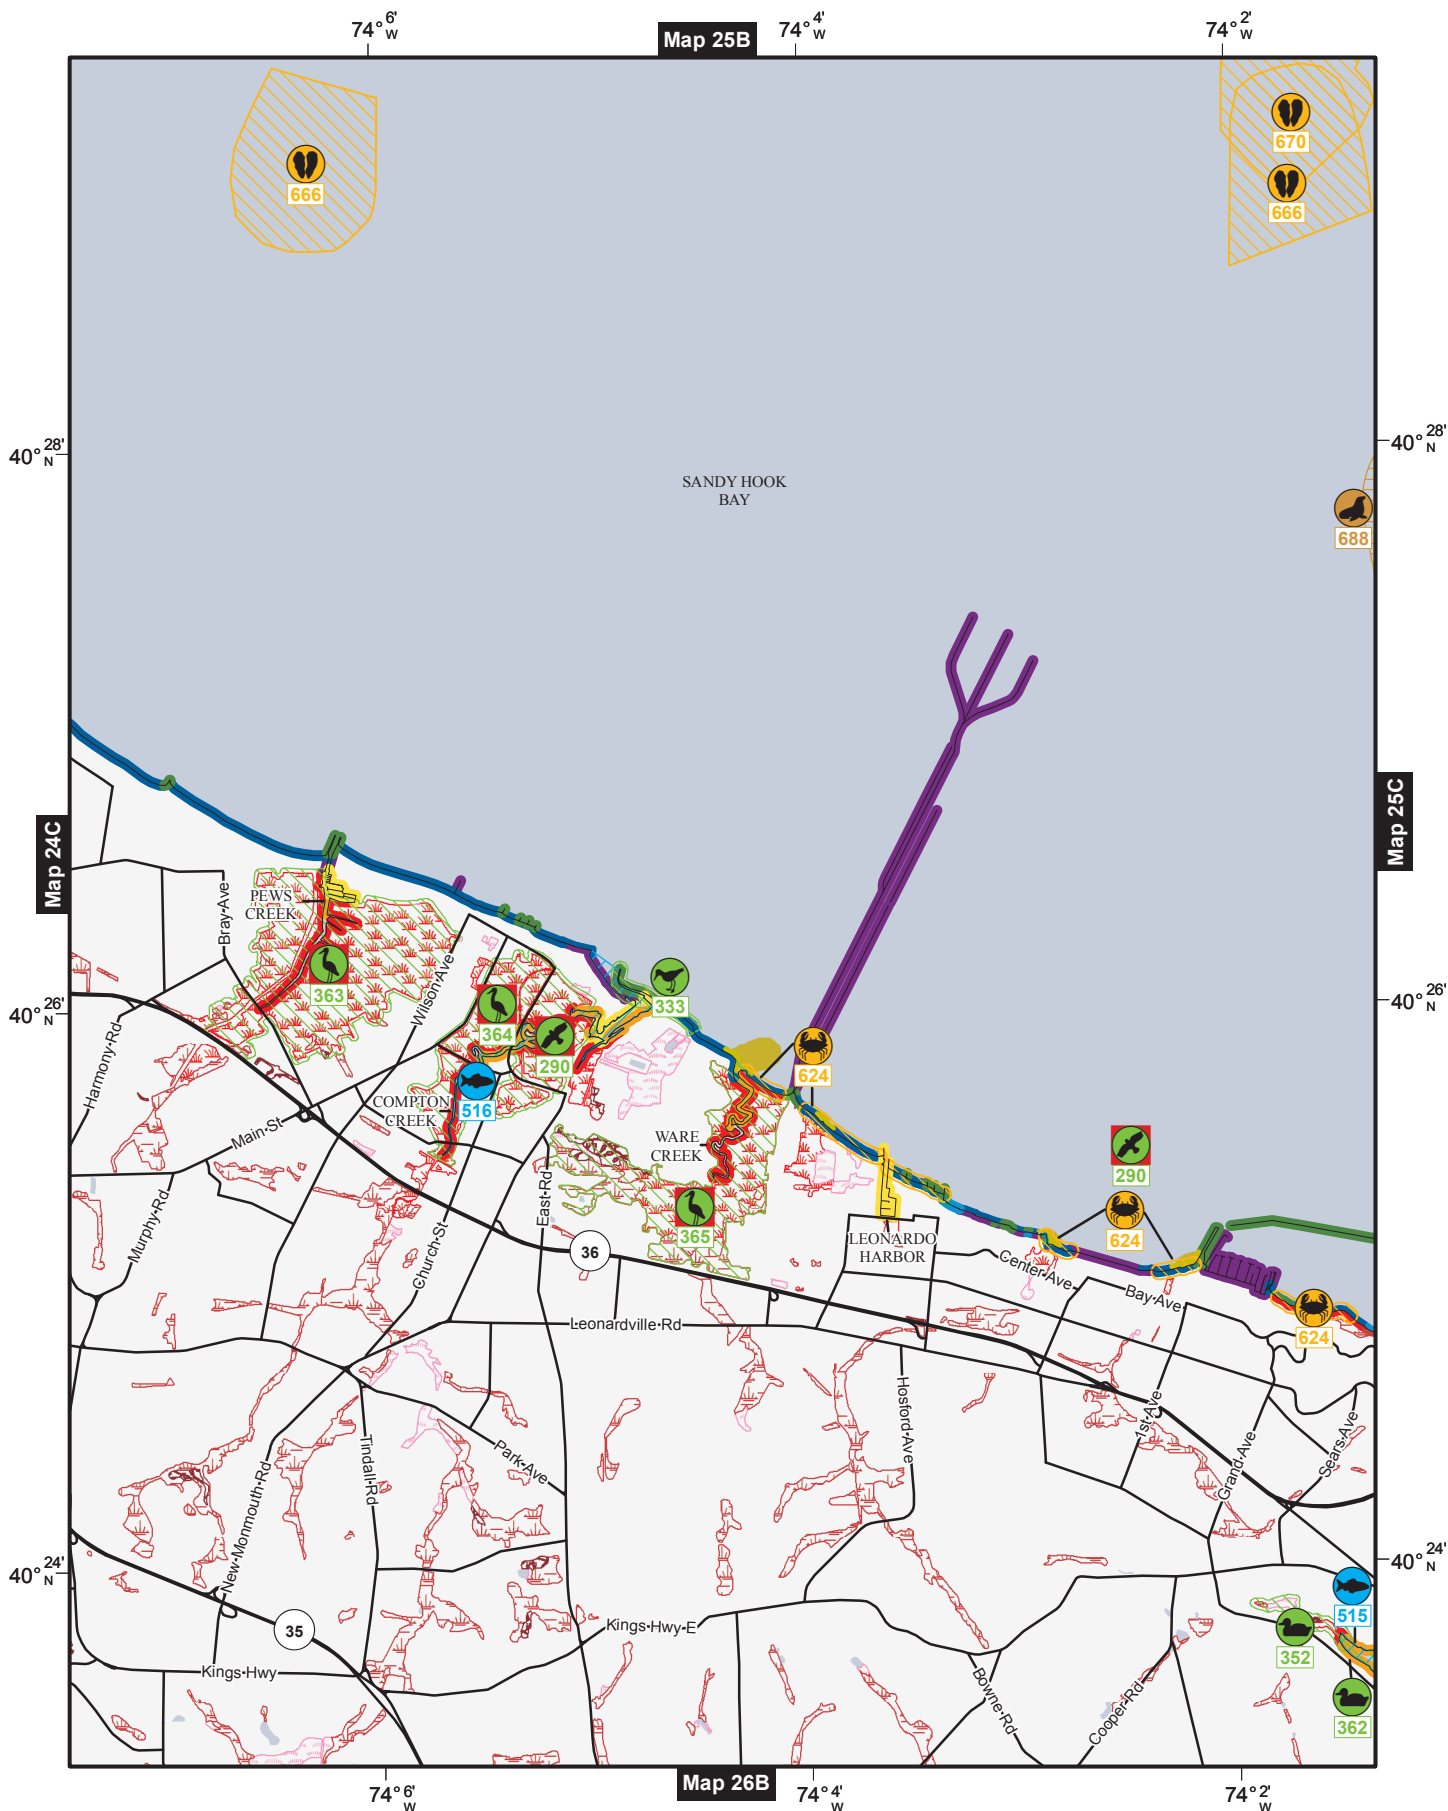 74° 6' W
Map 25B
74° 4' W
74° 2' W
670
666
666
40° 28' N
40° 28' N
SANDY HOOK
BAY
688
Map 24C
Map 25C
Bray Ave
PEWS
CREEK
Wilson Ave
363
364
333
290
40° 26' N
40° 26' N
Harmony Rd
624
COMPTON
CREEK
516
Main St
WARE
CREEK
290
Murphy Rd
East Rd
Church St
365
624
36
LEONARDO
HARBOR
Center Ave
Bay Ave
Leonardville Rd
624
Hosford Ave
1st Ave
Grand Ave
Sears Ave
Park Ave
Tindall Rd
New Monmouth Rd
40° 24' N
40° 24' N
515
Kings Hwy E
35
352
Kings Hwy
Bowne Rd
Cooper Rd
362
74° 6' W
Map 26B
74° 4' W
74° 2' W